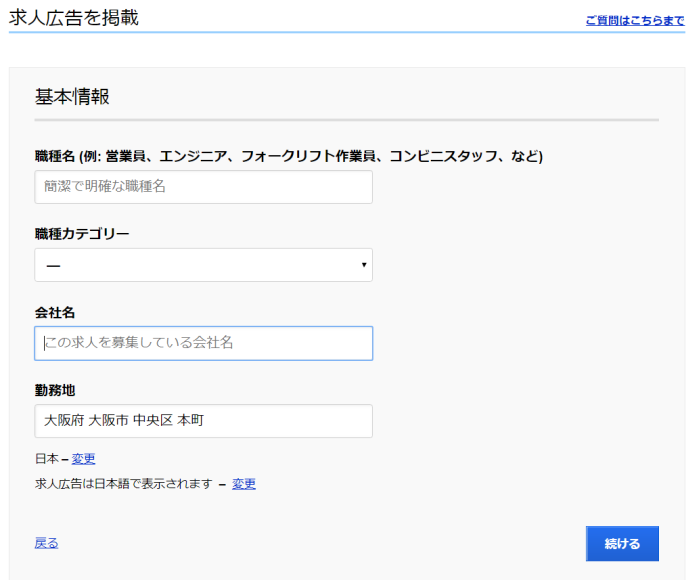 求人広告を掲載
ご質問はこちらまで
基本情報
職種名 (例: 営業員、エンジニア、フォークリフト作業員、コンビニスタッフ、など)
簡潔で明確な職種名
職種カテゴリー
—
会社名
この求人を募集している会社名
勤務地
大阪府 大阪市 中央区 本町
日本 – 変更
求人広告は日本語で表示されます – 変更
戻る
続ける